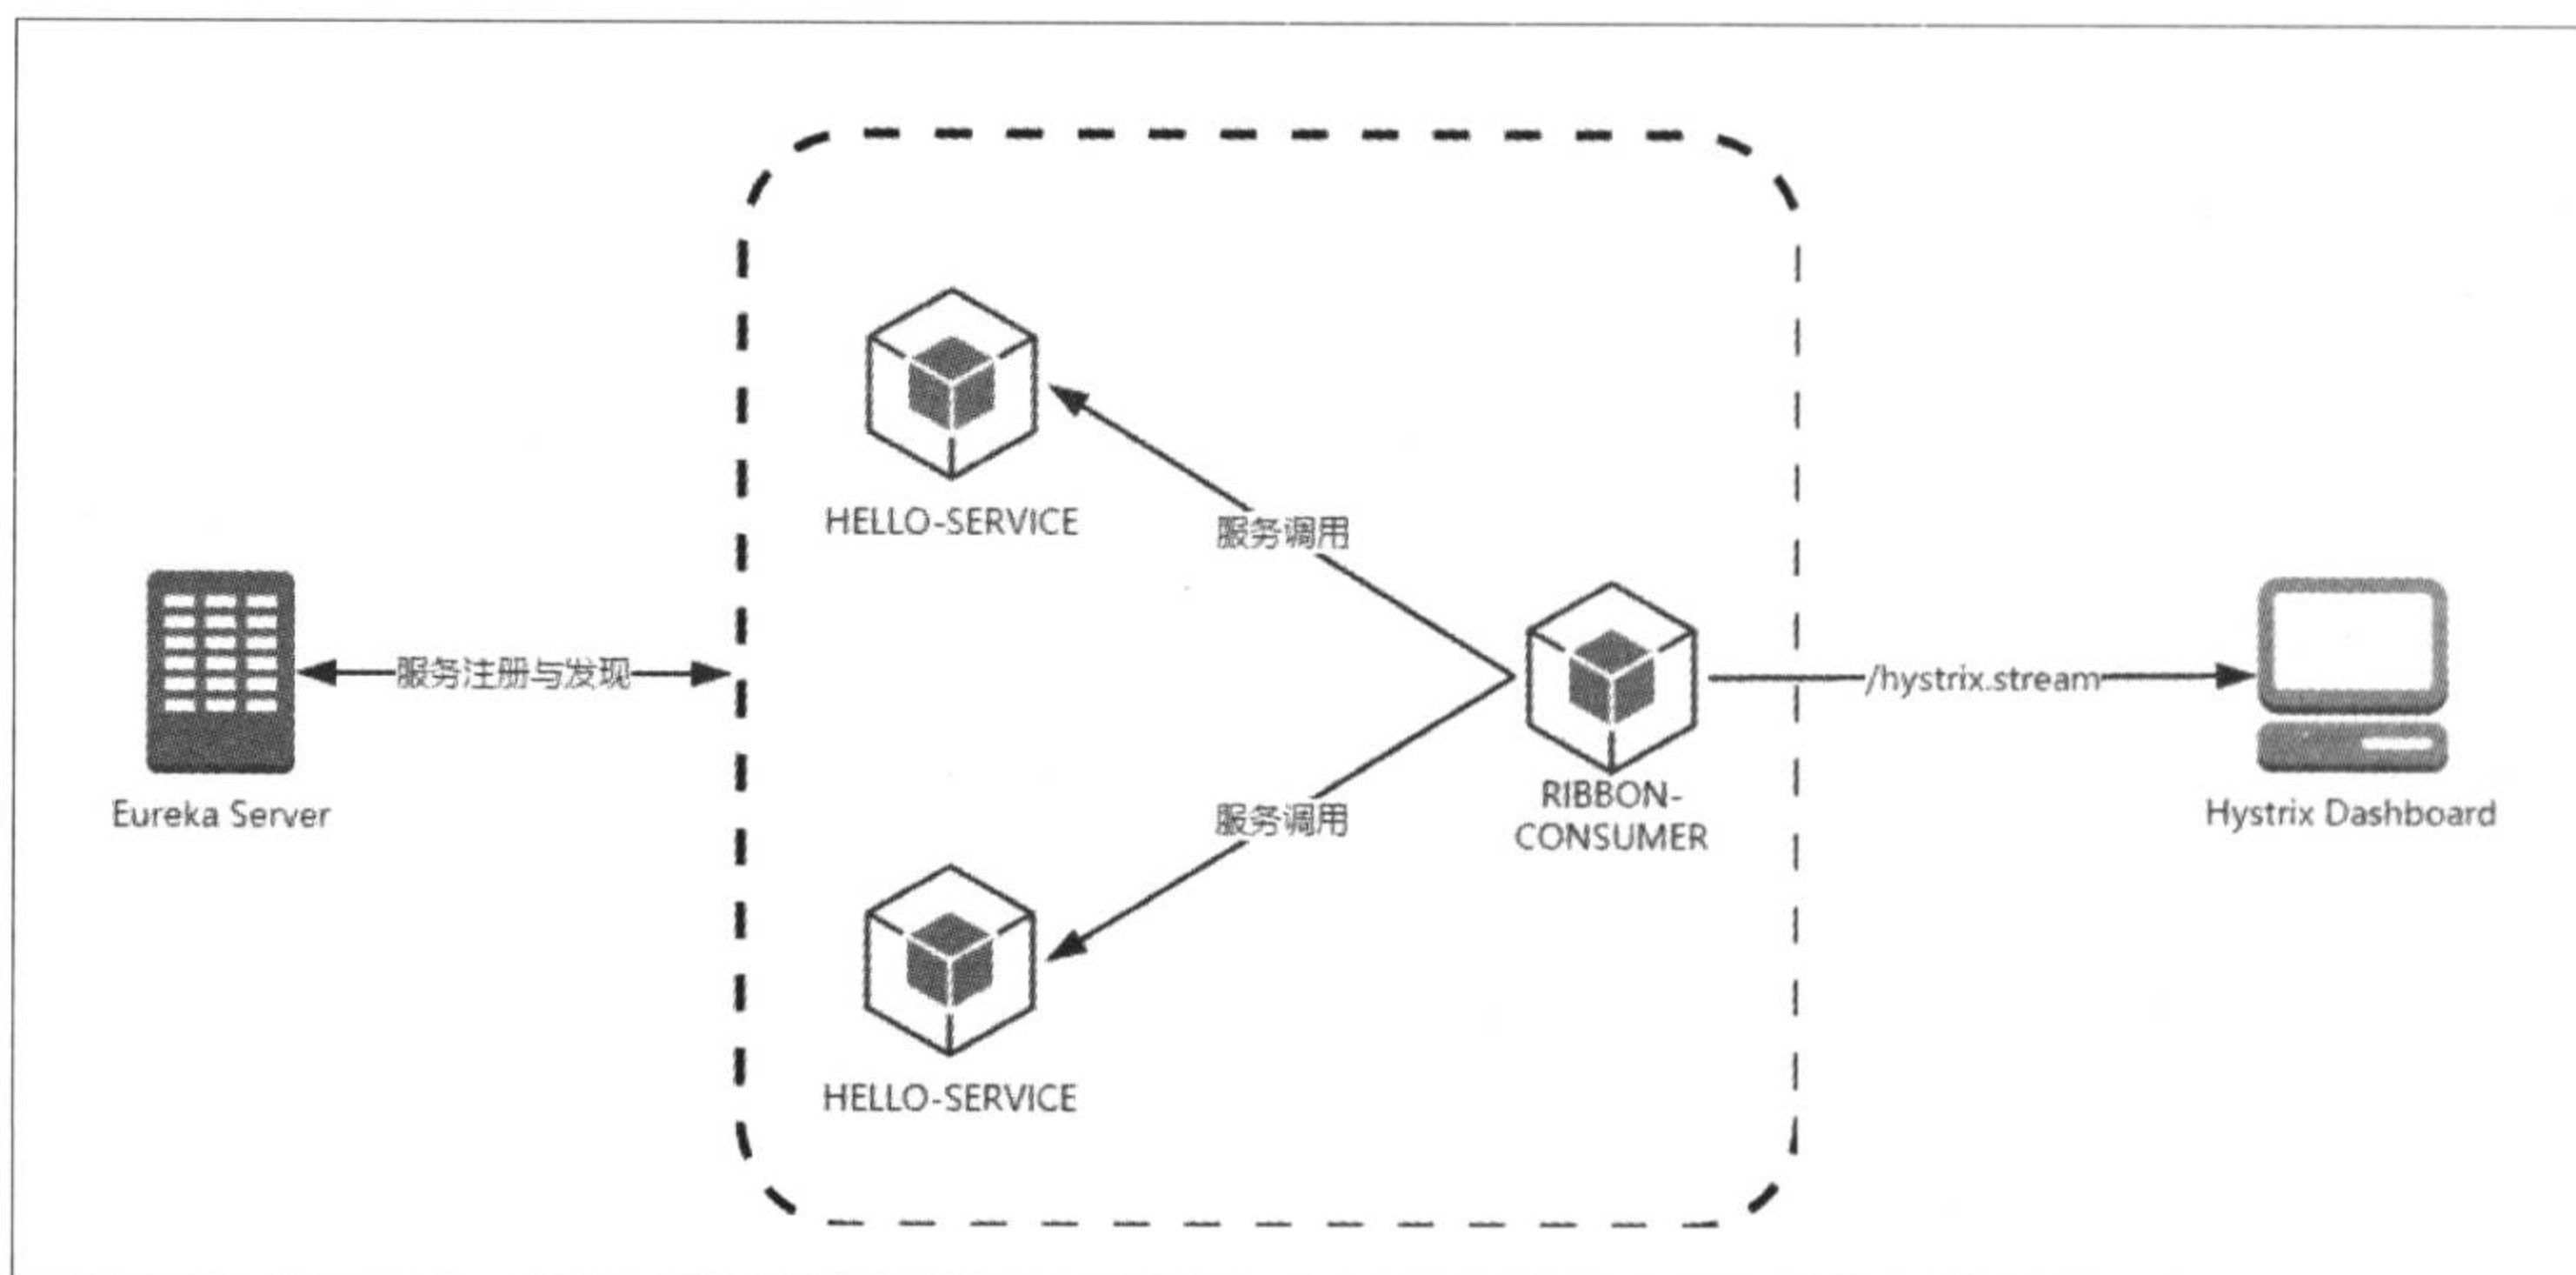 HELLO-SERVICE
服务调用
服务注册与发现
Eureka Server
/hystrix.stream
RIBBON-
CONSUMER
Hystrix Dashboard
服务调用
HELLO-SERVICE